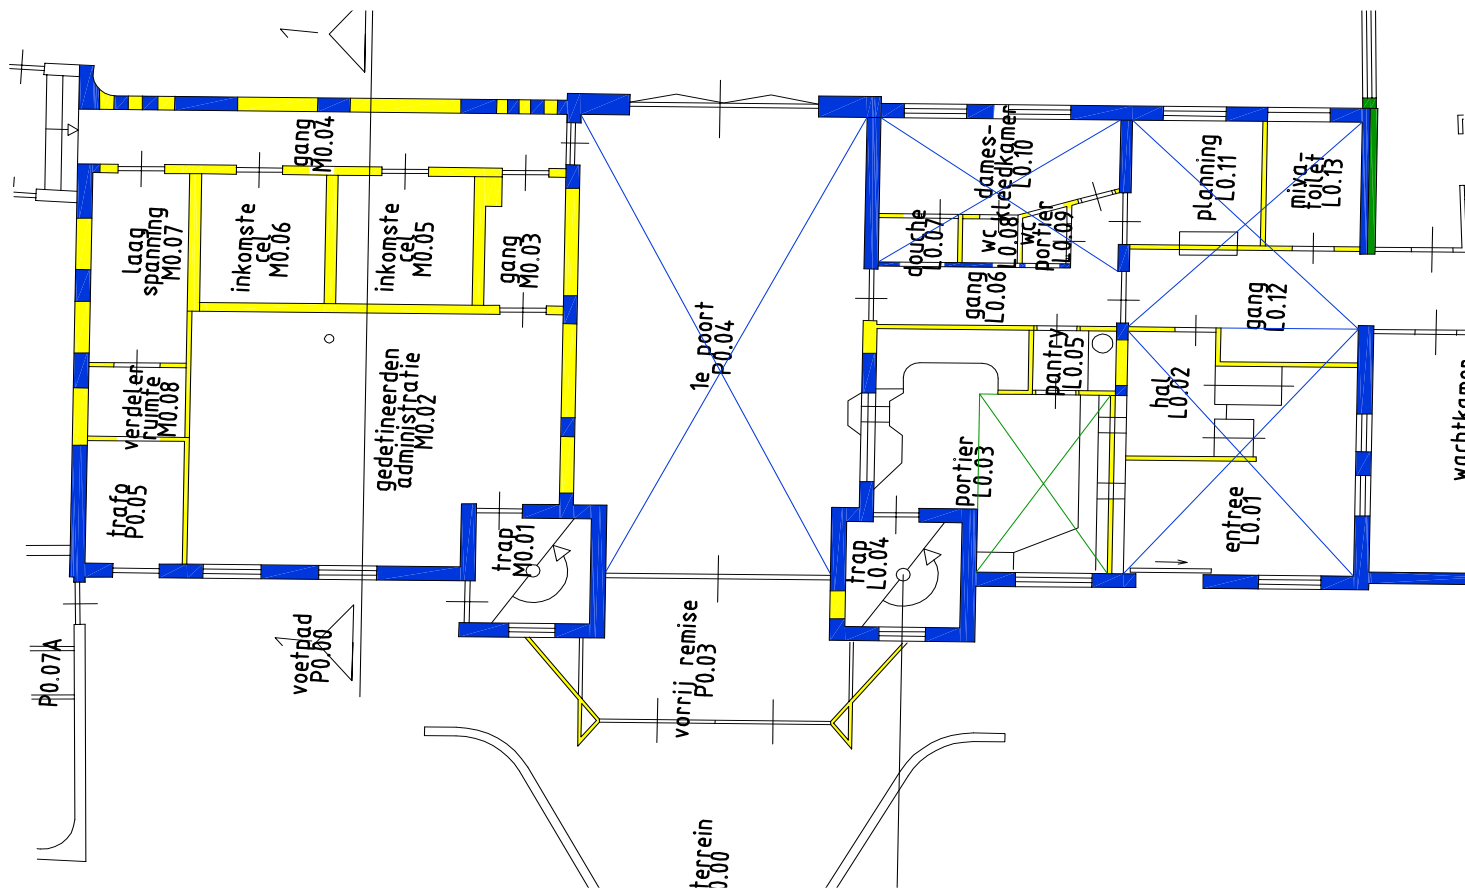 1
gang
M0.04
laag
spanning
M0.07
inkomste
cel
M0.06
inkomste
cel
M0.05
gang
M0.03
verdeler
ruimte
M0.08
gedetineerden
administratie
M0.02
trafo
P0.05
trap
M0.01
1
voetpad
P0.00
P0.07A
1e poort
P0.04
vorrij remise
P0.03
terrein
0.00
dames-
kleedkamer
L0.10
douche
L0.07
wc
L0.08
wc
portier
L0.09
gang
L0.06
planning
L0.11
miva-
toilet
L0.13
gang
L0.12
pantry
L0.05
hal
L0.02
portier
L0.03
trap
L0.04
entree
L0.01
wachtkamer